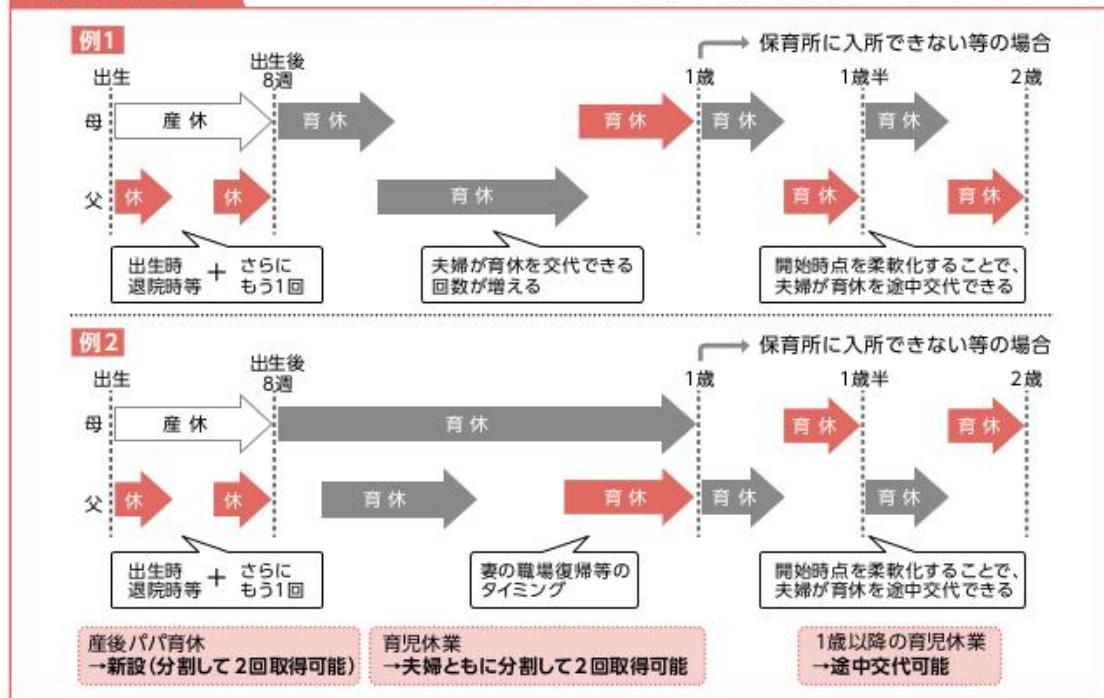 例1
保育所に入所できない等の場合
出生
出生後
8週
1歳
1歳半
2歳
母
産休
育休
育休
育休
育休
父
休
休
育休
育休
育休
出生時
退院時等
+
さらに
もう1回
夫婦が育休を交代できる
回数が増える
開始時点を柔軟化することで、
夫婦が育休を途中交代できる
例2
保育所に入所できない等の場合
出生
出生後
8週
1歳
1歳半
2歳
母
産休
育休
育休
育休
父
休
休
育休
育休
育休
育休
出生時
退院時等
+
さらに
もう1回
妻の職場復帰等の
タイミング
開始時点を柔軟化することで、
夫婦が育休を途中交代できる
産後パパ育休
→新設(分割して2回取得可能)
育児休業
→夫婦ともに分割して2回取得可能
1歳以降の育児休業
→途中交代可能